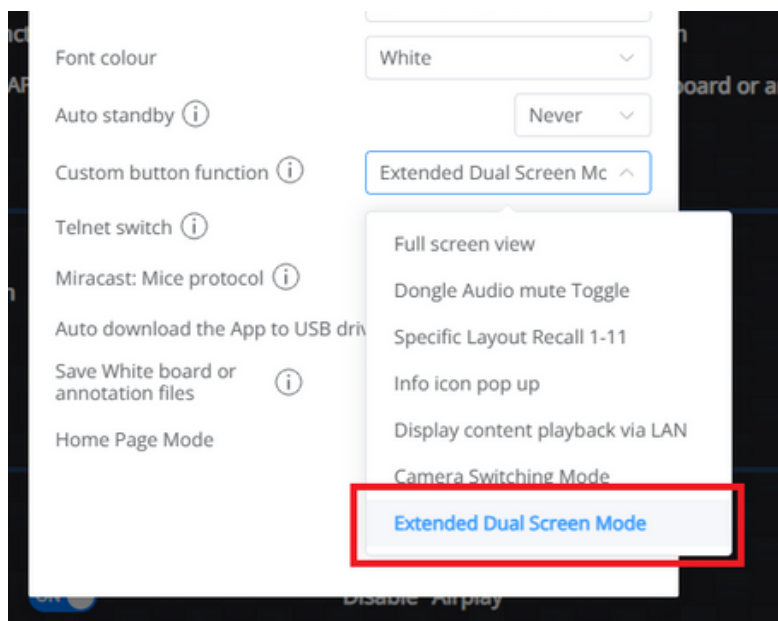 Font colour
White
Auto standby
Never
Custom button function
Extended Dual Screen Mc
Telnet switch
Full screen view
Miracast: Mice protocol
Dongle Audio mute Toggle
Auto download the App to USB
Specific Layout Recall 1-11
Save White board or
annotation files
Info icon pop up
Home Page Mode
Display content playback via LAN
Camera Switching Mode
Extended Dual Screen Mode
board or a
ON
Disable Airplay